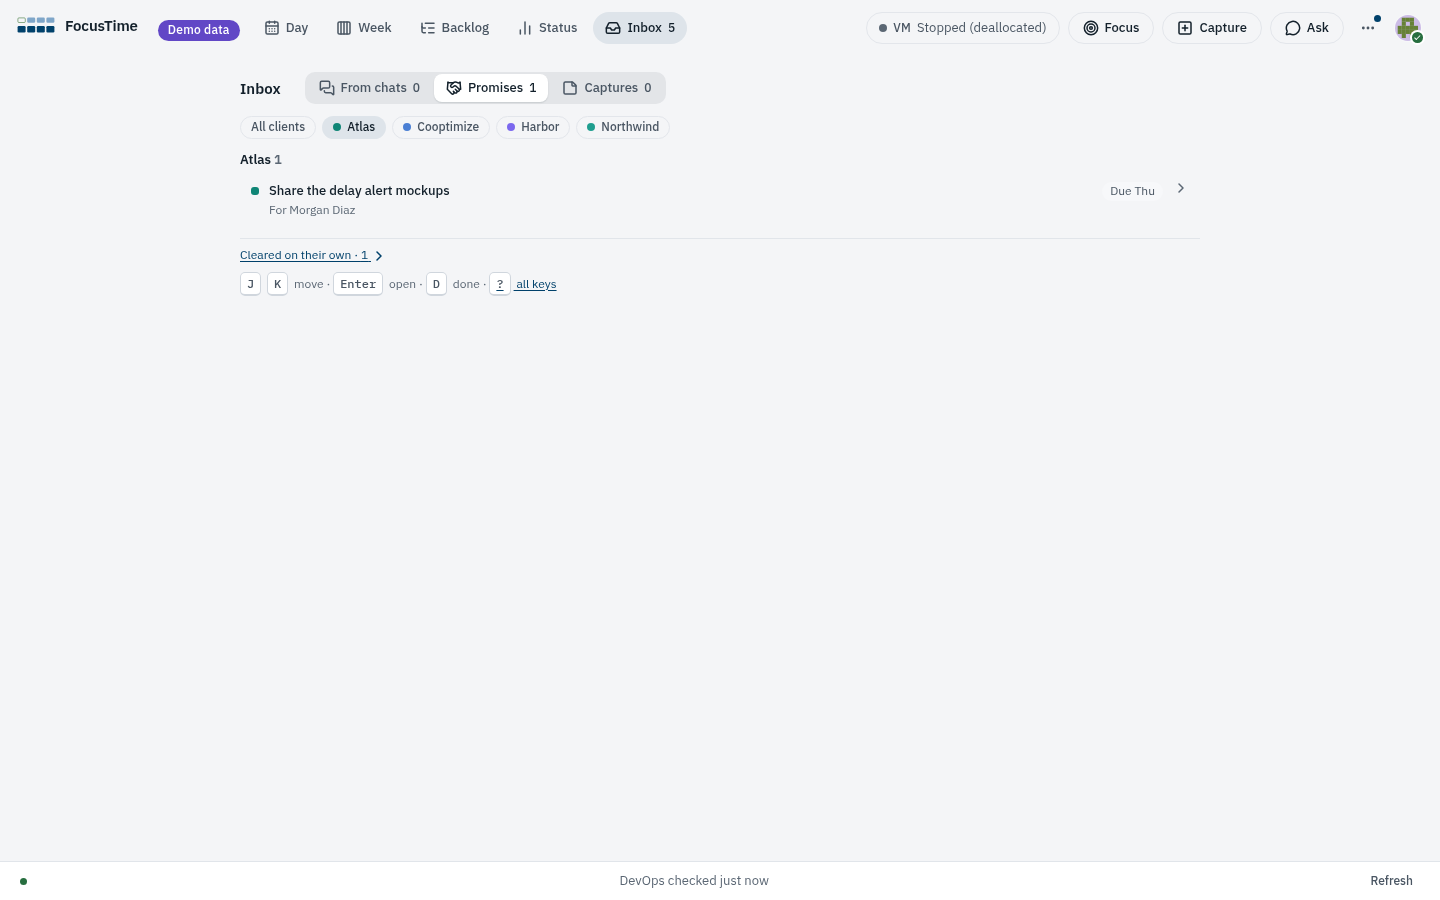 FocusTime
Demo data
Day
Week
Backlog
Status
Inbox 5
VM Stopped (deallocated)
Focus
Capture
Ask
Inbox
From chats 0
Promises 1
Captures 0
All clients
Atlas
Cooptimize
Harbor
Northwind
Atlas 1
Share the delay alert mockups
Due Thu
For Morgan Diaz
Cleared on their own · 1
J K move · Enter open · D done · ? all keys
DevOps checked just now
Refresh